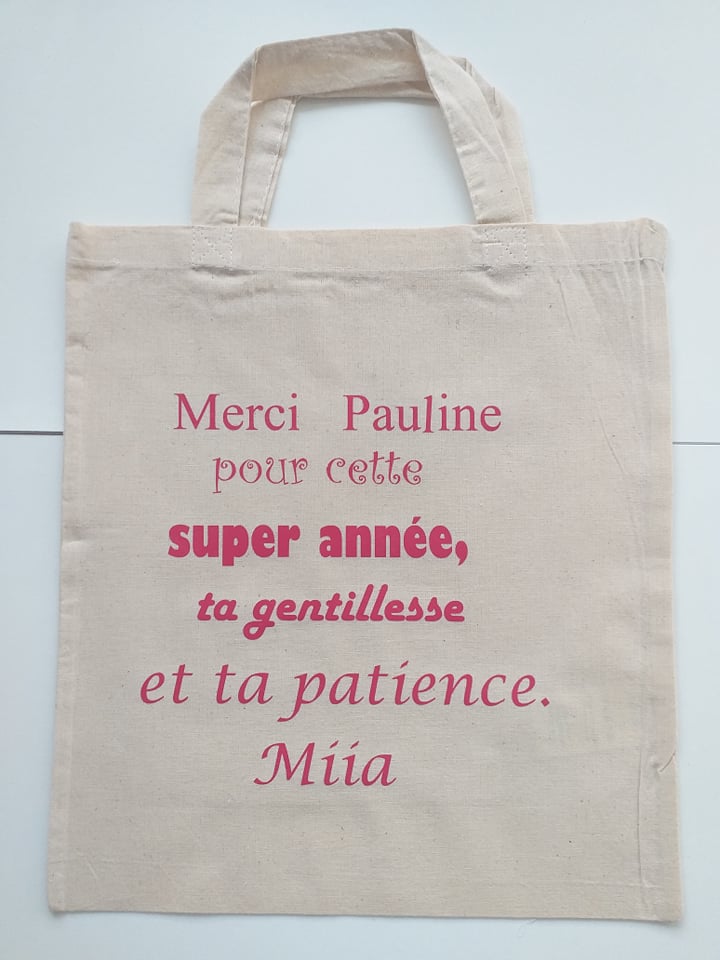 Merci Pauline
pour cette
super année,
ta gentillesse
et ta patience.
Miia